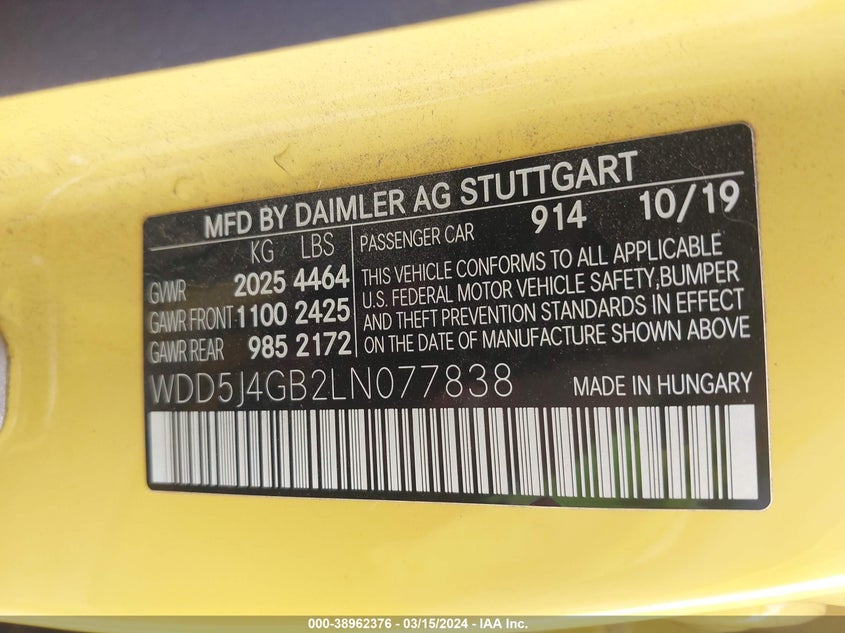 MFD BY DAIMLER AG STUTTGART
KG LBS
GVWR 2025 4464
GAWR FRONT 1100 2425
GAWR REAR 985 2172
PASSENGER CAR 914 10/19
THIS VEHICLE CONFORMS TO ALL APPLICABLE
U.S. FEDERAL MOTOR VEHICLE SAFETY,BUMPER
AND THEFT PREVENTION STANDARDS IN EFFECT
ON THE DATE OF MANUFACTURE SHOWN ABOVE
WDD5J4GB2LN077838 MADE IN HUNGARY
000-38962376 - 03/15/2024 - IAA Inc.